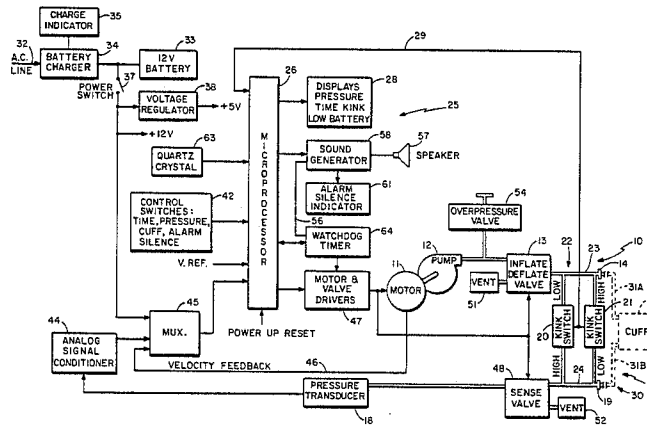 35
CHARGE
INDICATOR
32
A.C.
LINE
34
BATTERY
CHARGER
33
12V
BATTERY
37
POWER
SWITCH
38
VOLTAGE
REGULATOR
+5V
+12V
63
QUARTZ
CRYSTAL
42
CONTROL
SWITCHES:
TIME, PRESSURE,
CUFF, ALARM
SILENCE
V. REF.
45
MUX.
44
ANALOG
SIGNAL
CONDITIONER
VELOCITY FEEDBACK
46
26
MICROPROCESSOR
POWER UP RESET
29
28
DISPLAYS
PRESSURE
TIME KINK
LOW BATTERY
25
58
SOUND
GENERATOR
57
SPEAKER
61
ALARM
SILENCE
INDICATOR
56
64
WATCHDOG
TIMER
MOTOR &
VALVE
DRIVERS
47
11
MOTOR
12
PUMP
54
OVERPRESSURE
VALVE
13
INFLATE
DEFLATE
VALVE
VENT
51
22
23
10
14
LOW
HIGH
31A
21
20
KINK
SWITCH
KINK
SWITCH
CUFF
HIGH
LOW
31B
24
19
30
48
SENSE
VALVE
VENT
52
PRESSURE
TRANSDUCER
18